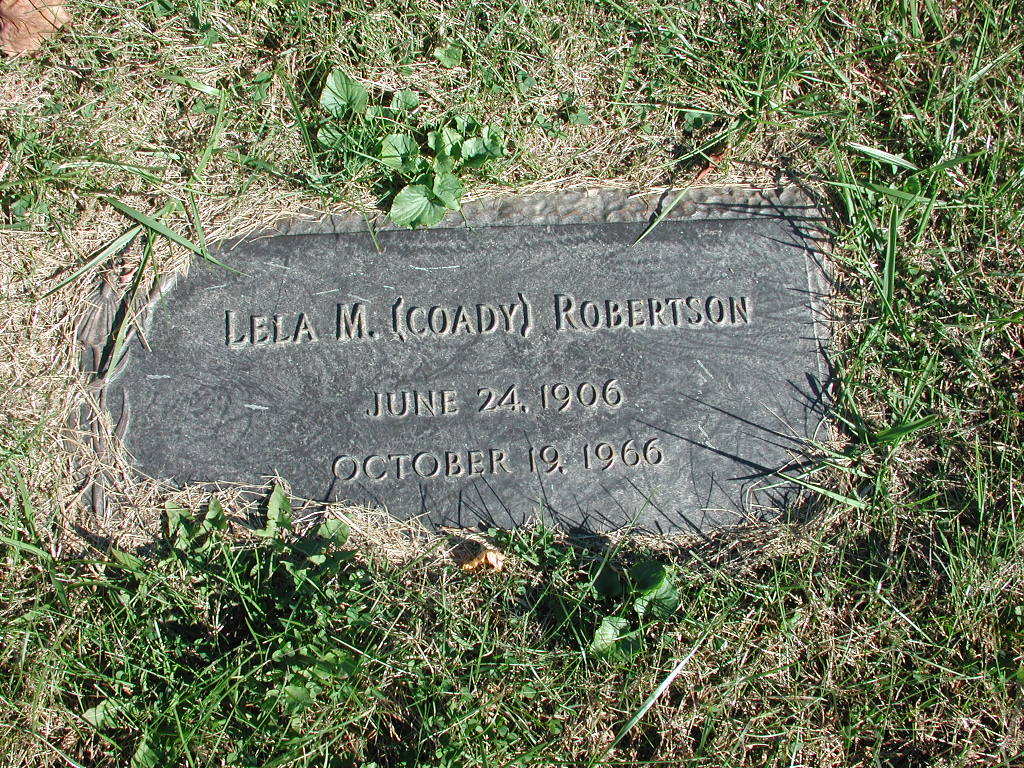 LELA M. (COADY) ROBERTSON
JUNE 24, 1906
OCTOBER 19, 1966